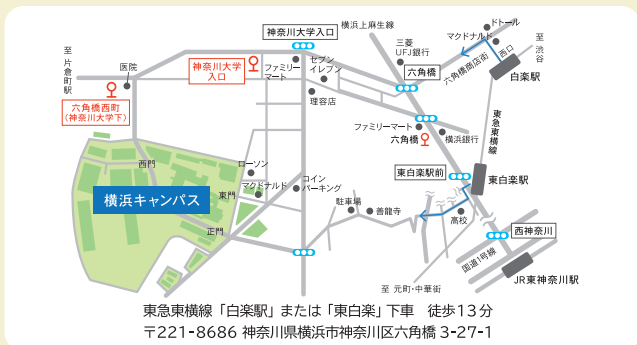 神奈川大学入口
横浜上麻生線
ドトール
マクドナルド
西口
至 渋谷
白楽駅
六角橋商店街
三菱
UFJ銀行
六角橋
至 片倉町駅
医院
神奈川大学
入口
ファミリー
マート
セブン
イレブン
理容店
六角橋西町
(神奈川大学下)
ファミリーマート
六角橋
横浜銀行
東急東横線
東白楽駅前
東白楽駅
西門
横浜キャンパス
ローソン
マクドナルド
東門
正門
コイン
パーキング
駐車場
善龍寺
高校
西神奈川
国道1号線
JR東神奈川駅
至 元町・中華街
東急東横線「白楽駅」または「東白楽」下車 徒歩13分
〒221-8686 神奈川県横浜市神奈川区六角橋 3-27-1